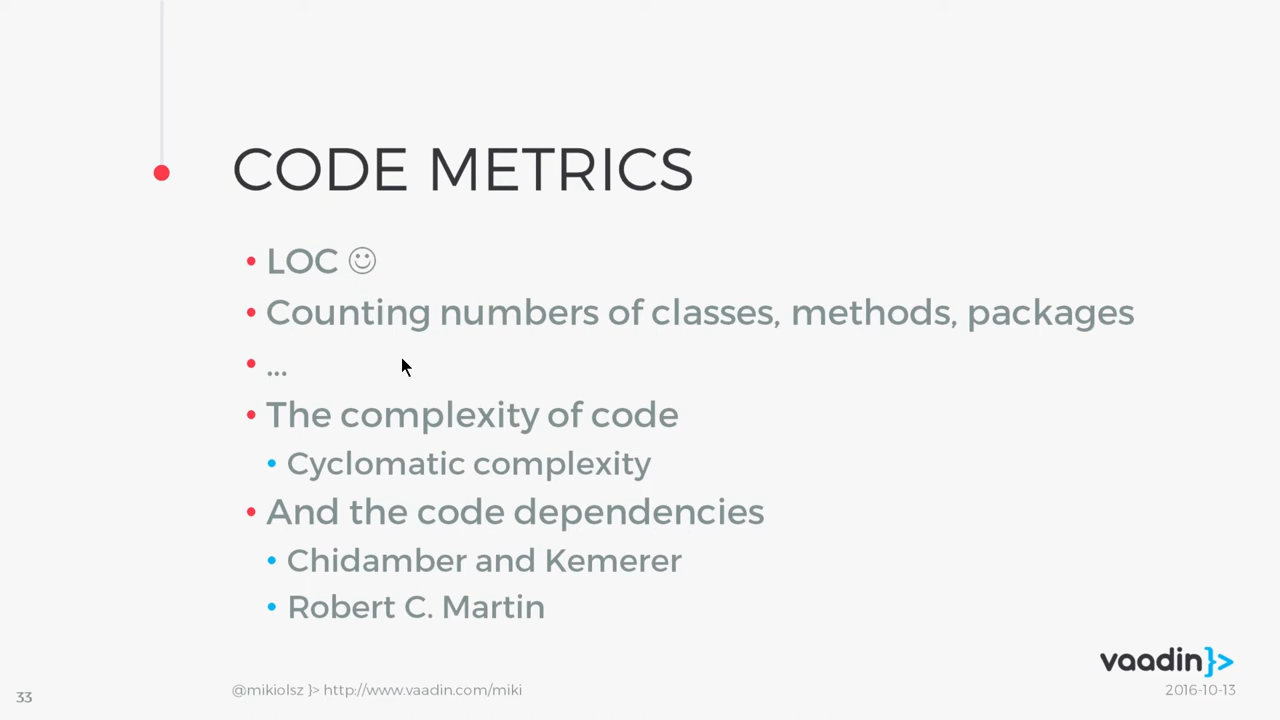 CODE METRICS
• LOC ☺
• Counting numbers of classes, methods, packages
• ...
• The complexity of code
• Cyclomatic complexity
• And the code dependencies
• Chidamber and Kemerer
• Robert C. Martin
vaadin}>
33
@mikiolsz }> http://www.vaadin.com/miki
2016-10-13